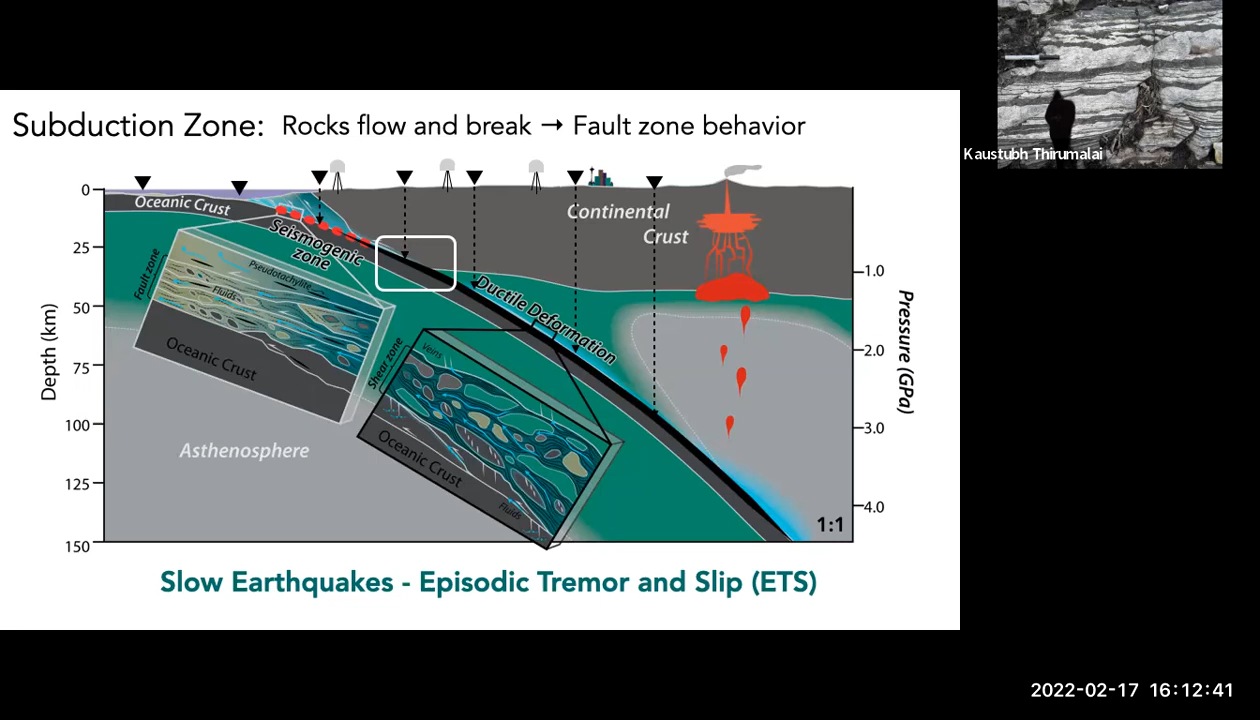 Subduction Zone: Rocks flow and break → Fault zone behavior
Kaustubh Thirumalai
0
25
50
75
100
125
150
Depth (km)
1.0
2.0
3.0
4.0
Pressure (GPa)
Oceanic Crust
Continental
Crust
Seismogenic
zone
Fault zone
Pseudotachylite
Fluids
Oceanic Crust
Ductile Deformation
Shear zone
Veins
Oceanic Crust
Fluids
Asthenosphere
1:1
Slow Earthquakes - Episodic Tremor and Slip (ETS)
2022-02-17 16:12:41